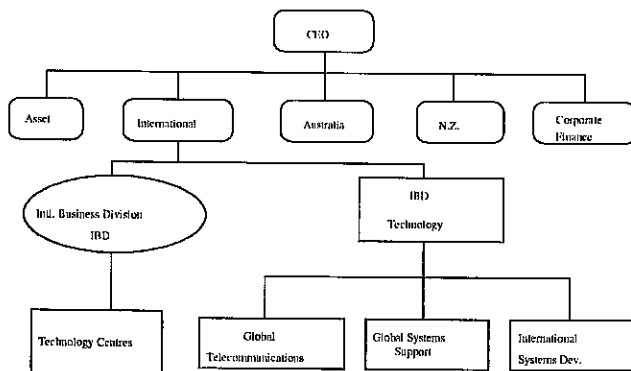 CEO
Asset
International
Australia
N.Z.
Corporate
Finance
Intl. Business Division
IBD
IBD
Technology
Technology Centres
Global
Telecommunications
Global Systems
Support
International
Systems Dev.